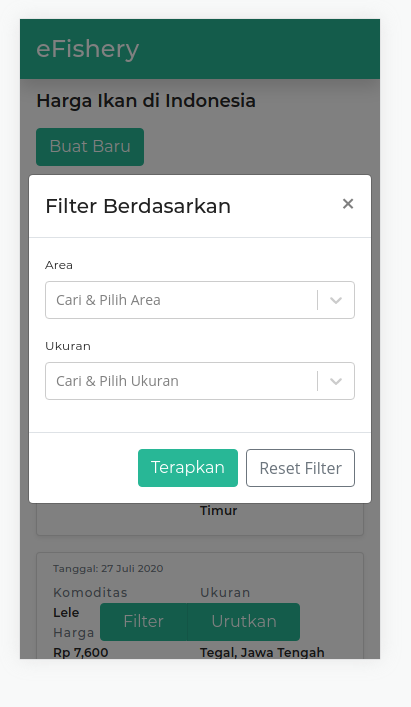 eFishery
Harga Ikan di Indonesia
Buat Baru
Filter Berdasarkan ×
Area
Cari & Pilih Area
Ukuran
Cari & Pilih Ukuran
Terapkan Reset Filter
Timur
Tanggal: 27 Juli 2020
Komoditas Ukuran
Lele
Filter Urutkan
Harga
Rp 7,600 Tegal, Jawa Tengah